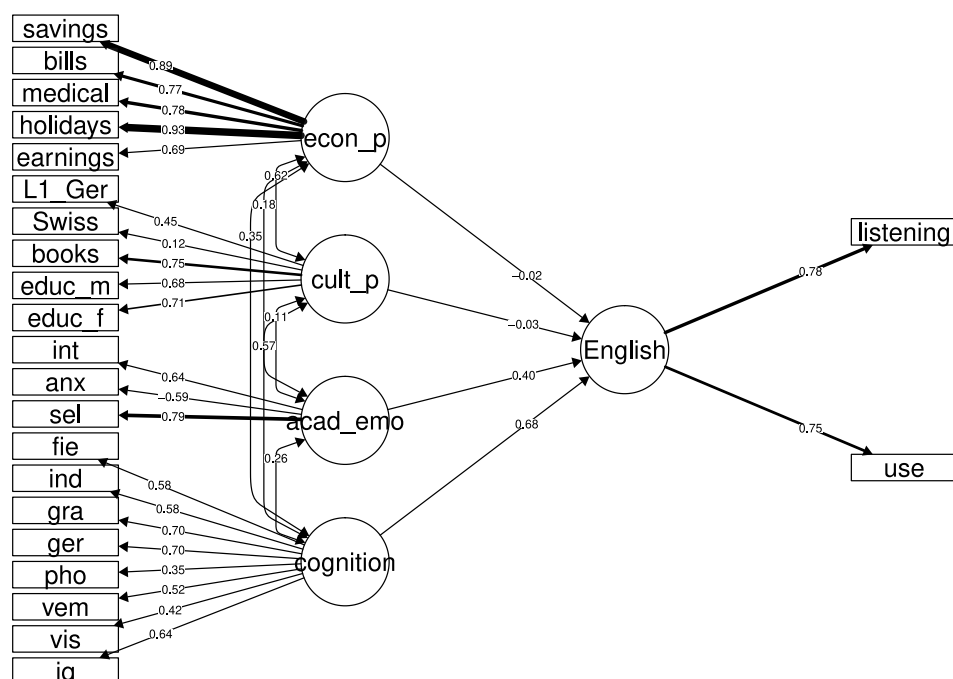 savings
bills
medical
holidays
earnings
L1_Ger
Swiss
books
educ_m
educ_f
int
anx
sel
fie
ind
gra
ger
pho
vem
vis
iq
0.89
0.77
0.78
0.93
0.69
0.45
0.12
0.75
0.68
0.71
0.64
−0.59
0.79
0.58
0.58
0.70
0.70
0.35
0.52
0.42
0.64
econ_p
cult_p
acad_emo
cognition
0.62
0.18
0.35
0.11
0.57
0.26
−0.02
−0.03
0.40
0.68
English
0.78
0.75
listening
use